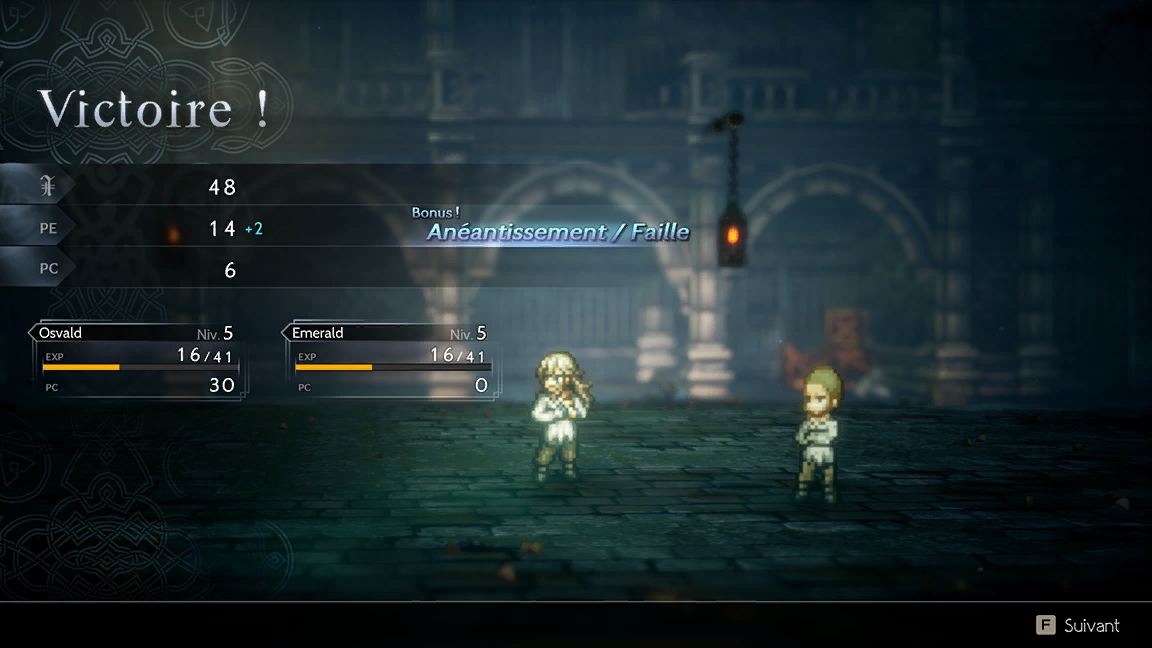 Victoire !
48
PE 14 +2
Bonus !
Anéantissement / Faille
PC 6
Osvald Niv. 5
EXP 16/41
PC 30
Emerald Niv. 5
EXP 16/41
PC 0
F Suivant